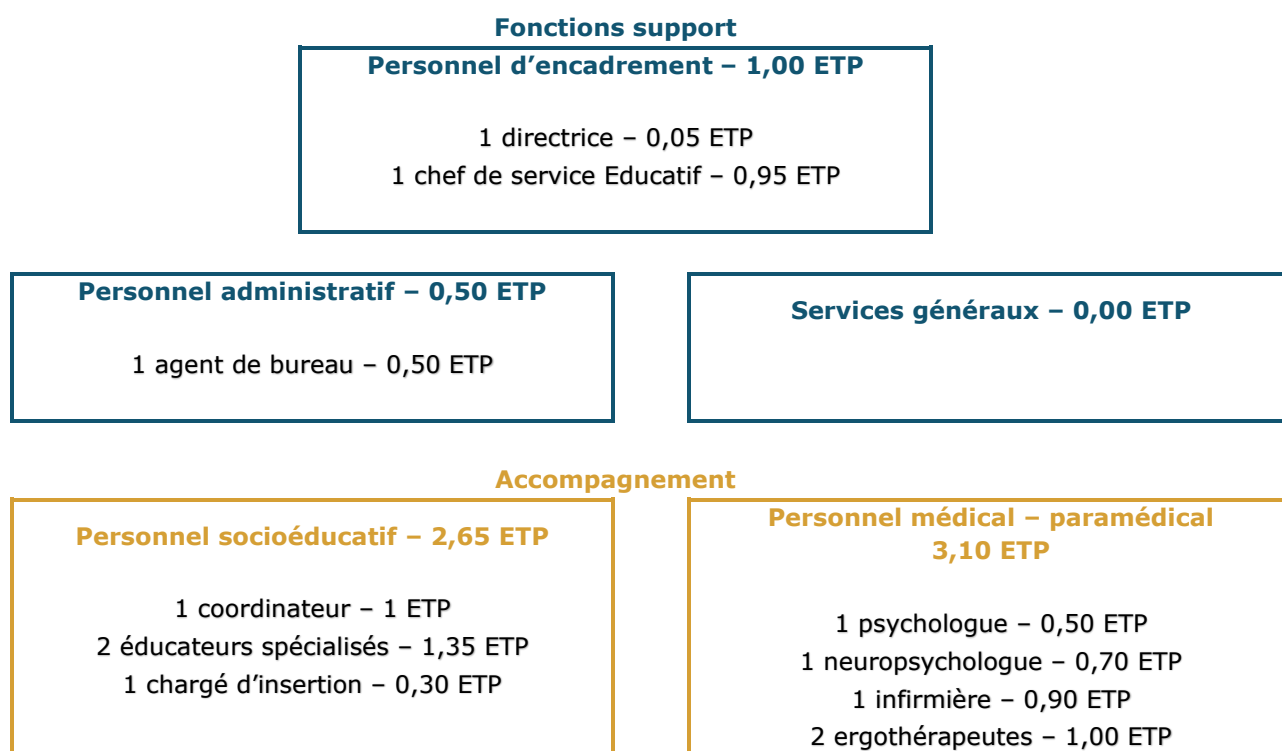 Fonctions support
Personnel d’encadrement – 1,00 ETP
1 directrice – 0,05 ETP
1 chef de service Educatif – 0,95 ETP
Personnel administratif – 0,50 ETP
1 agent de bureau – 0,50 ETP
Services généraux – 0,00 ETP
Accompagnement
Personnel socioéducatif – 2,65 ETP
1 coordinateur – 1 ETP
2 éducateurs spécialisés – 1,35 ETP
1 chargé d’insertion – 0,30 ETP
Personnel médical – paramédical
3,10 ETP
1 psychologue – 0,50 ETP
1 neuropsychologue – 0,70 ETP
1 infirmière – 0,90 ETP
2 ergothérapeutes – 1,00 ETP